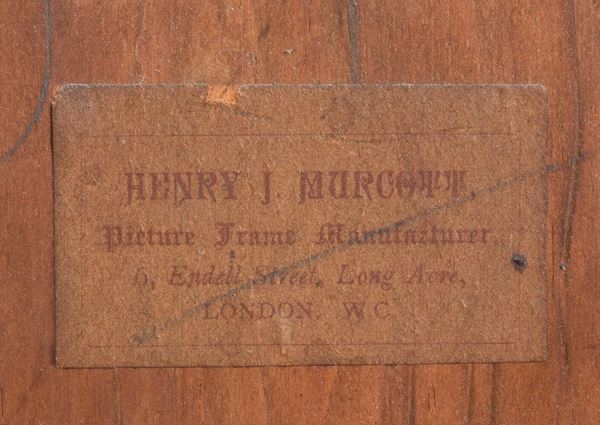 HENRY J MURCOTT,
Picture Frame Manufacturer,
6, Endell Street, Long Acre,
LONDON, W.C.